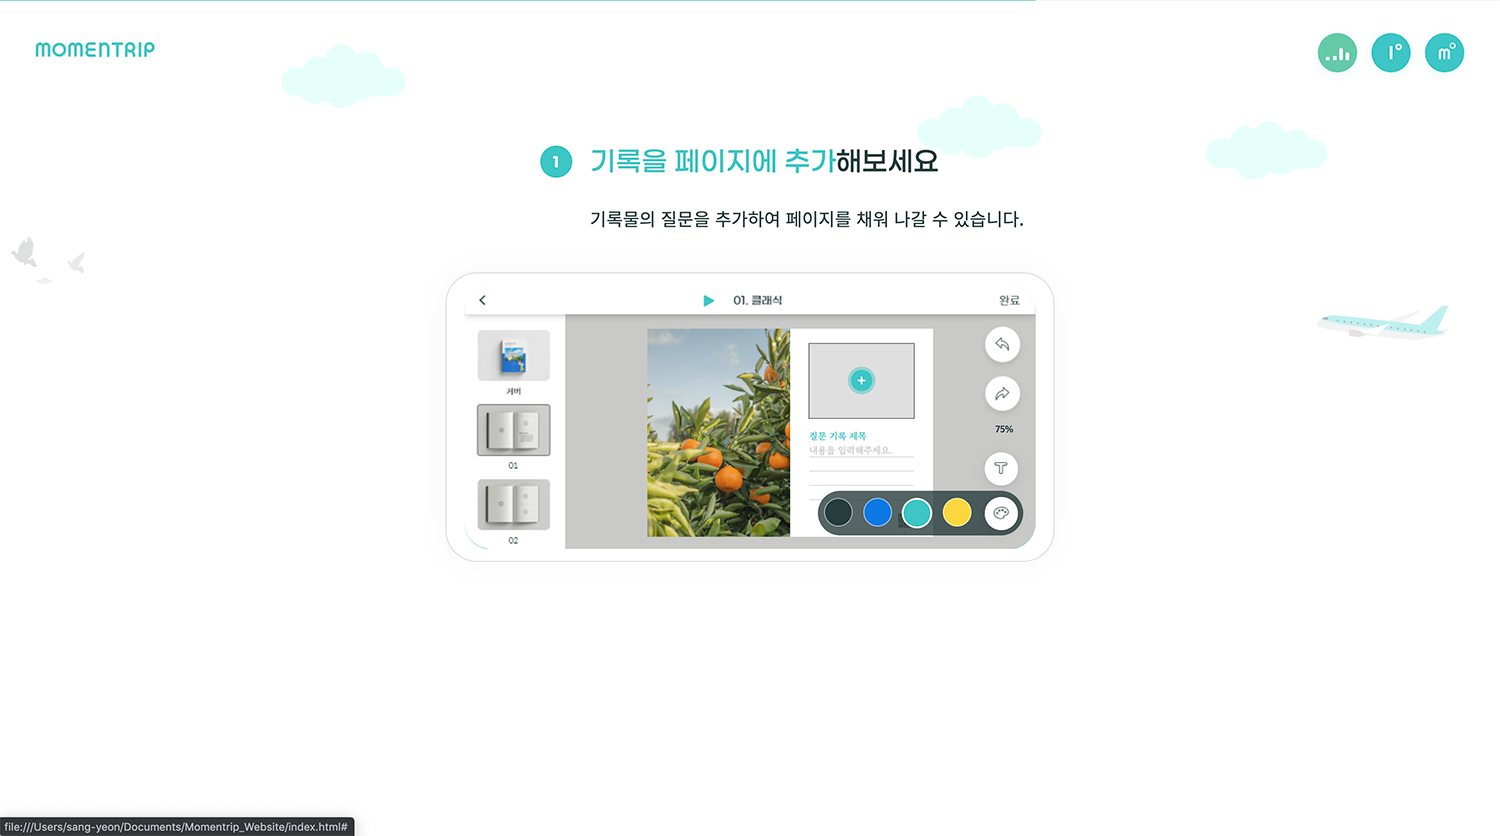 MOMENTRIP
I°
m°
1 기록을 페이지에 추가해보세요
기록물의 질문을 추가하여 페이지를 채워 나갈 수 있습니다.
01. 클래식
완료
커버
01
02
질문 기록 제목
내용을 입력해주세요.
75%
T
file:///Users/sang-yeon/Documents/Momentrip_Website/index.html#